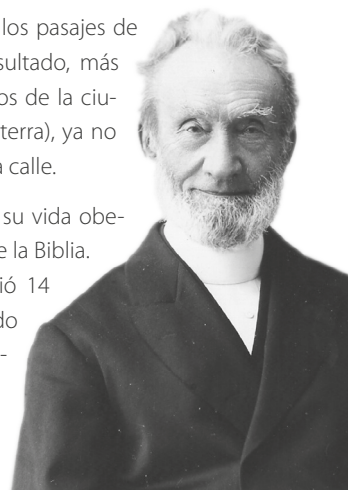 los pasajes de
sultado, más
os de la ciu-
terra), ya no
a calle.
su vida obe-
e la Biblia.
ió 14
do
-